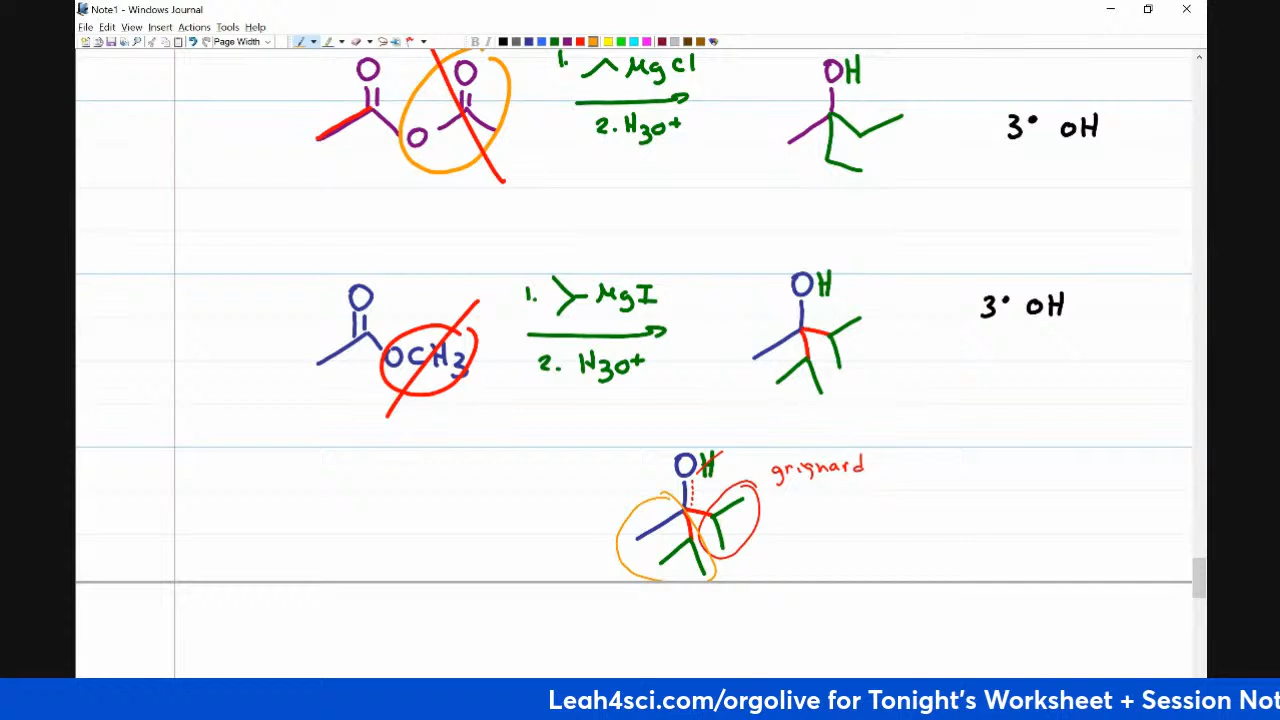 Note1 - Windows Journal
File Edit View Insert Actions Tools Help
Page Width
B I
O O
O
1. MgCl
2. H3O+
OH
3° OH
O
OCH3
1. MgI
2. H3O+
OH
3° OH
OH
grignard
Leah4sci.com/orgolive for Tonight's Worksheet + Session Not